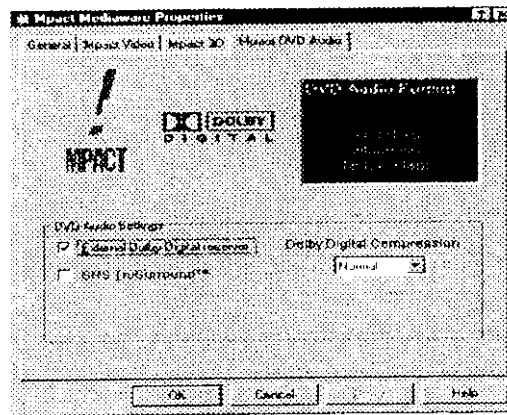 Mpact Mediaware Properties
General Mpact Video Mpact 3D Mpact DVD Audio
MPACT
DOLBY
DIGITAL
DVD Audio Format
DVD Audio Settings
External Dolby Digital receiver
Dolby Digital Compression
SRS TruSurround™
Normal
OK Cancel Help